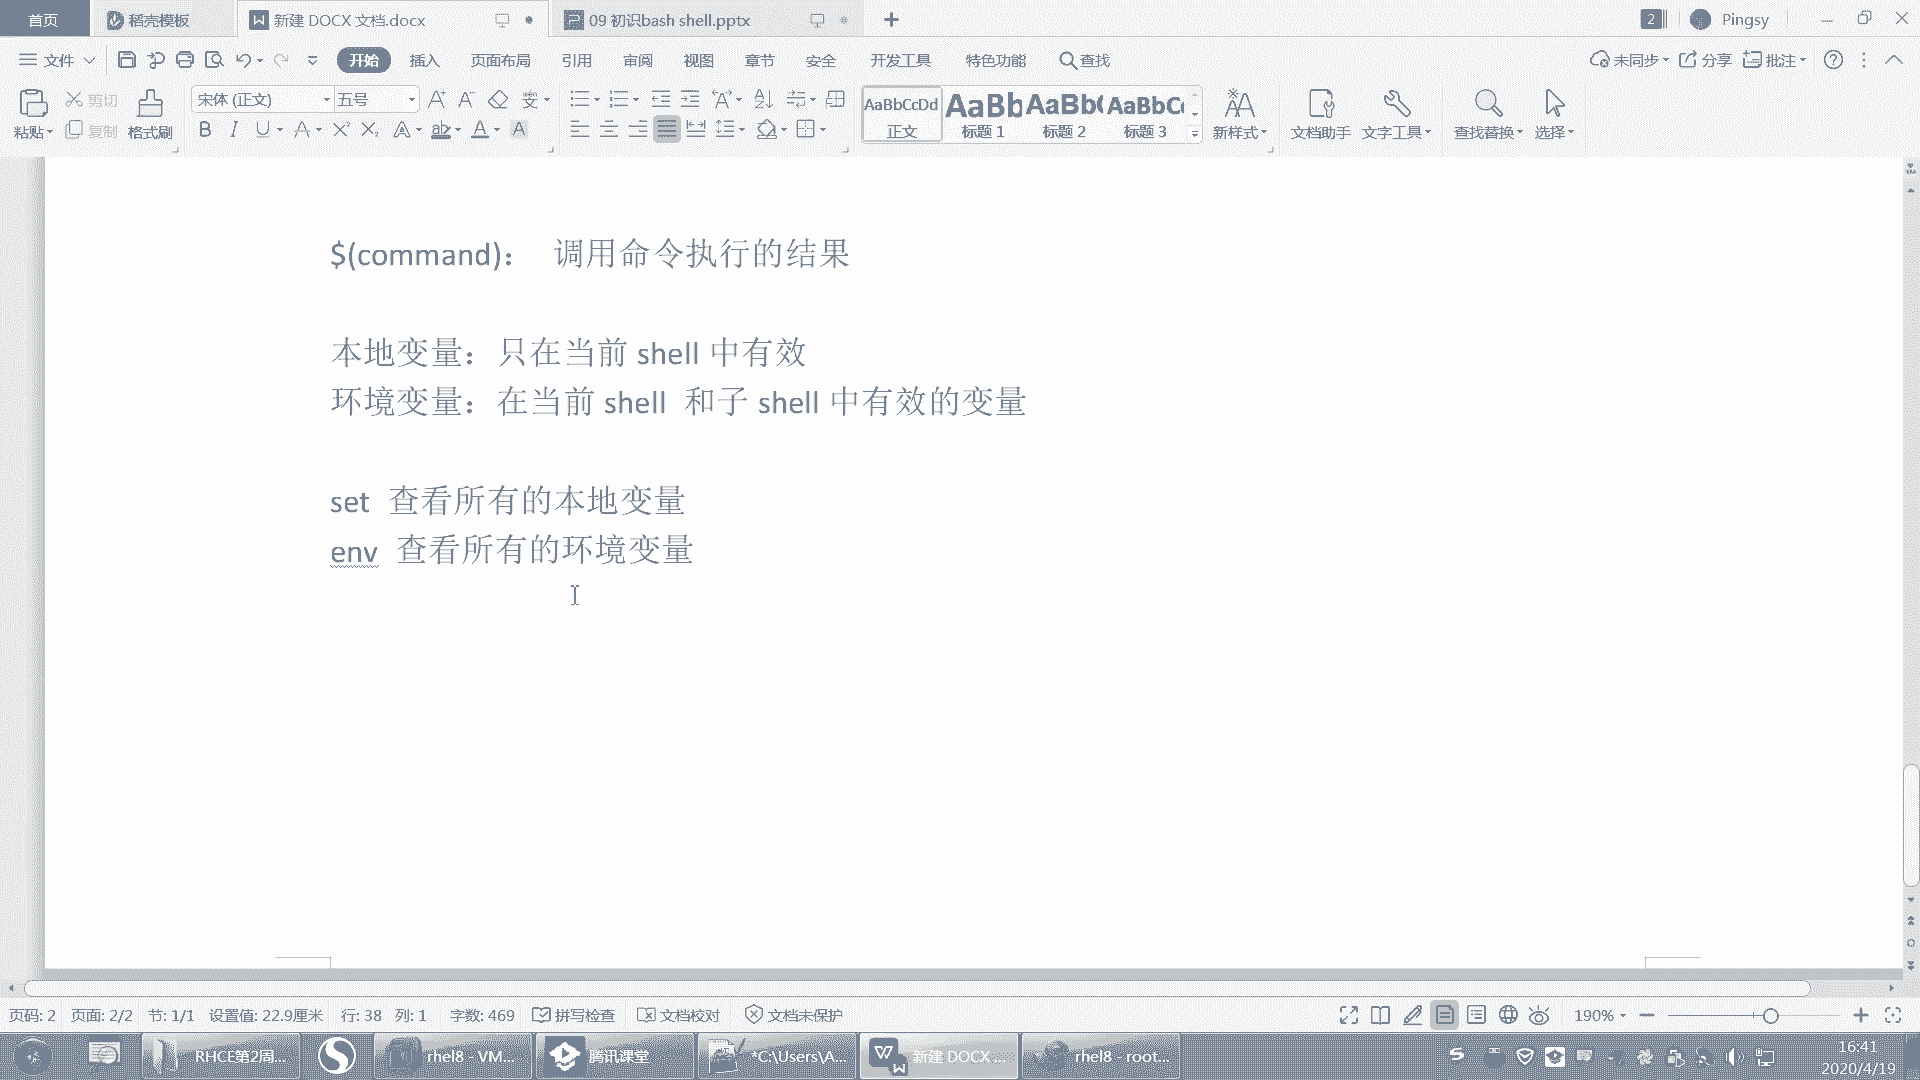 首页
稻壳模板
新建 DOCX 文档.docx
09 初识bash shell.pptx
2
Pingsy
文件
开始
插入
页面布局
引用
审阅
视图
章节
安全
开发工具
特色功能
查找
未同步
分享
批注
粘贴
剪切
复制
格式刷
宋体 (正文)
五号
AaBbCcDd
正文
AaBb
标题 1
AaBb(
标题 2
AaBbC
标题 3
新样式
文档助手
文字工具
查找替换
选择
$(command)： 调用命令执行的结果
本地变量：只在当前 shell 中有效
环境变量：在当前 shell 和子 shell 中有效的变量
set 查看所有的本地变量
env 查看所有的环境变量
页码: 2
页面: 2/2
节: 1/1
设置值: 22.9厘米
行: 38
列: 1
字数: 469
拼写检查
文档校对
文档未保护
190%
RHCE第2周...
rhel8 - VM...
腾讯课堂
*C:\Users\A...
新建 DOCX ...
rhel8 - root...
16:41
2020/4/19